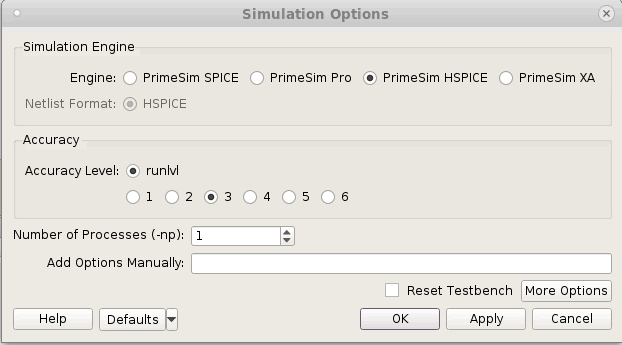 Simulation Options
Simulation Engine
Engine: PrimeSim SPICE PrimeSim Pro PrimeSim HSPICE PrimeSim XA
Netlist Format: HSPICE
Accuracy
Accuracy Level: runlvl
1 2 3 4 5 6
Number of Processes (-np): 1
Add Options Manually:
Reset Testbench More Options
Help Defaults OK Apply Cancel